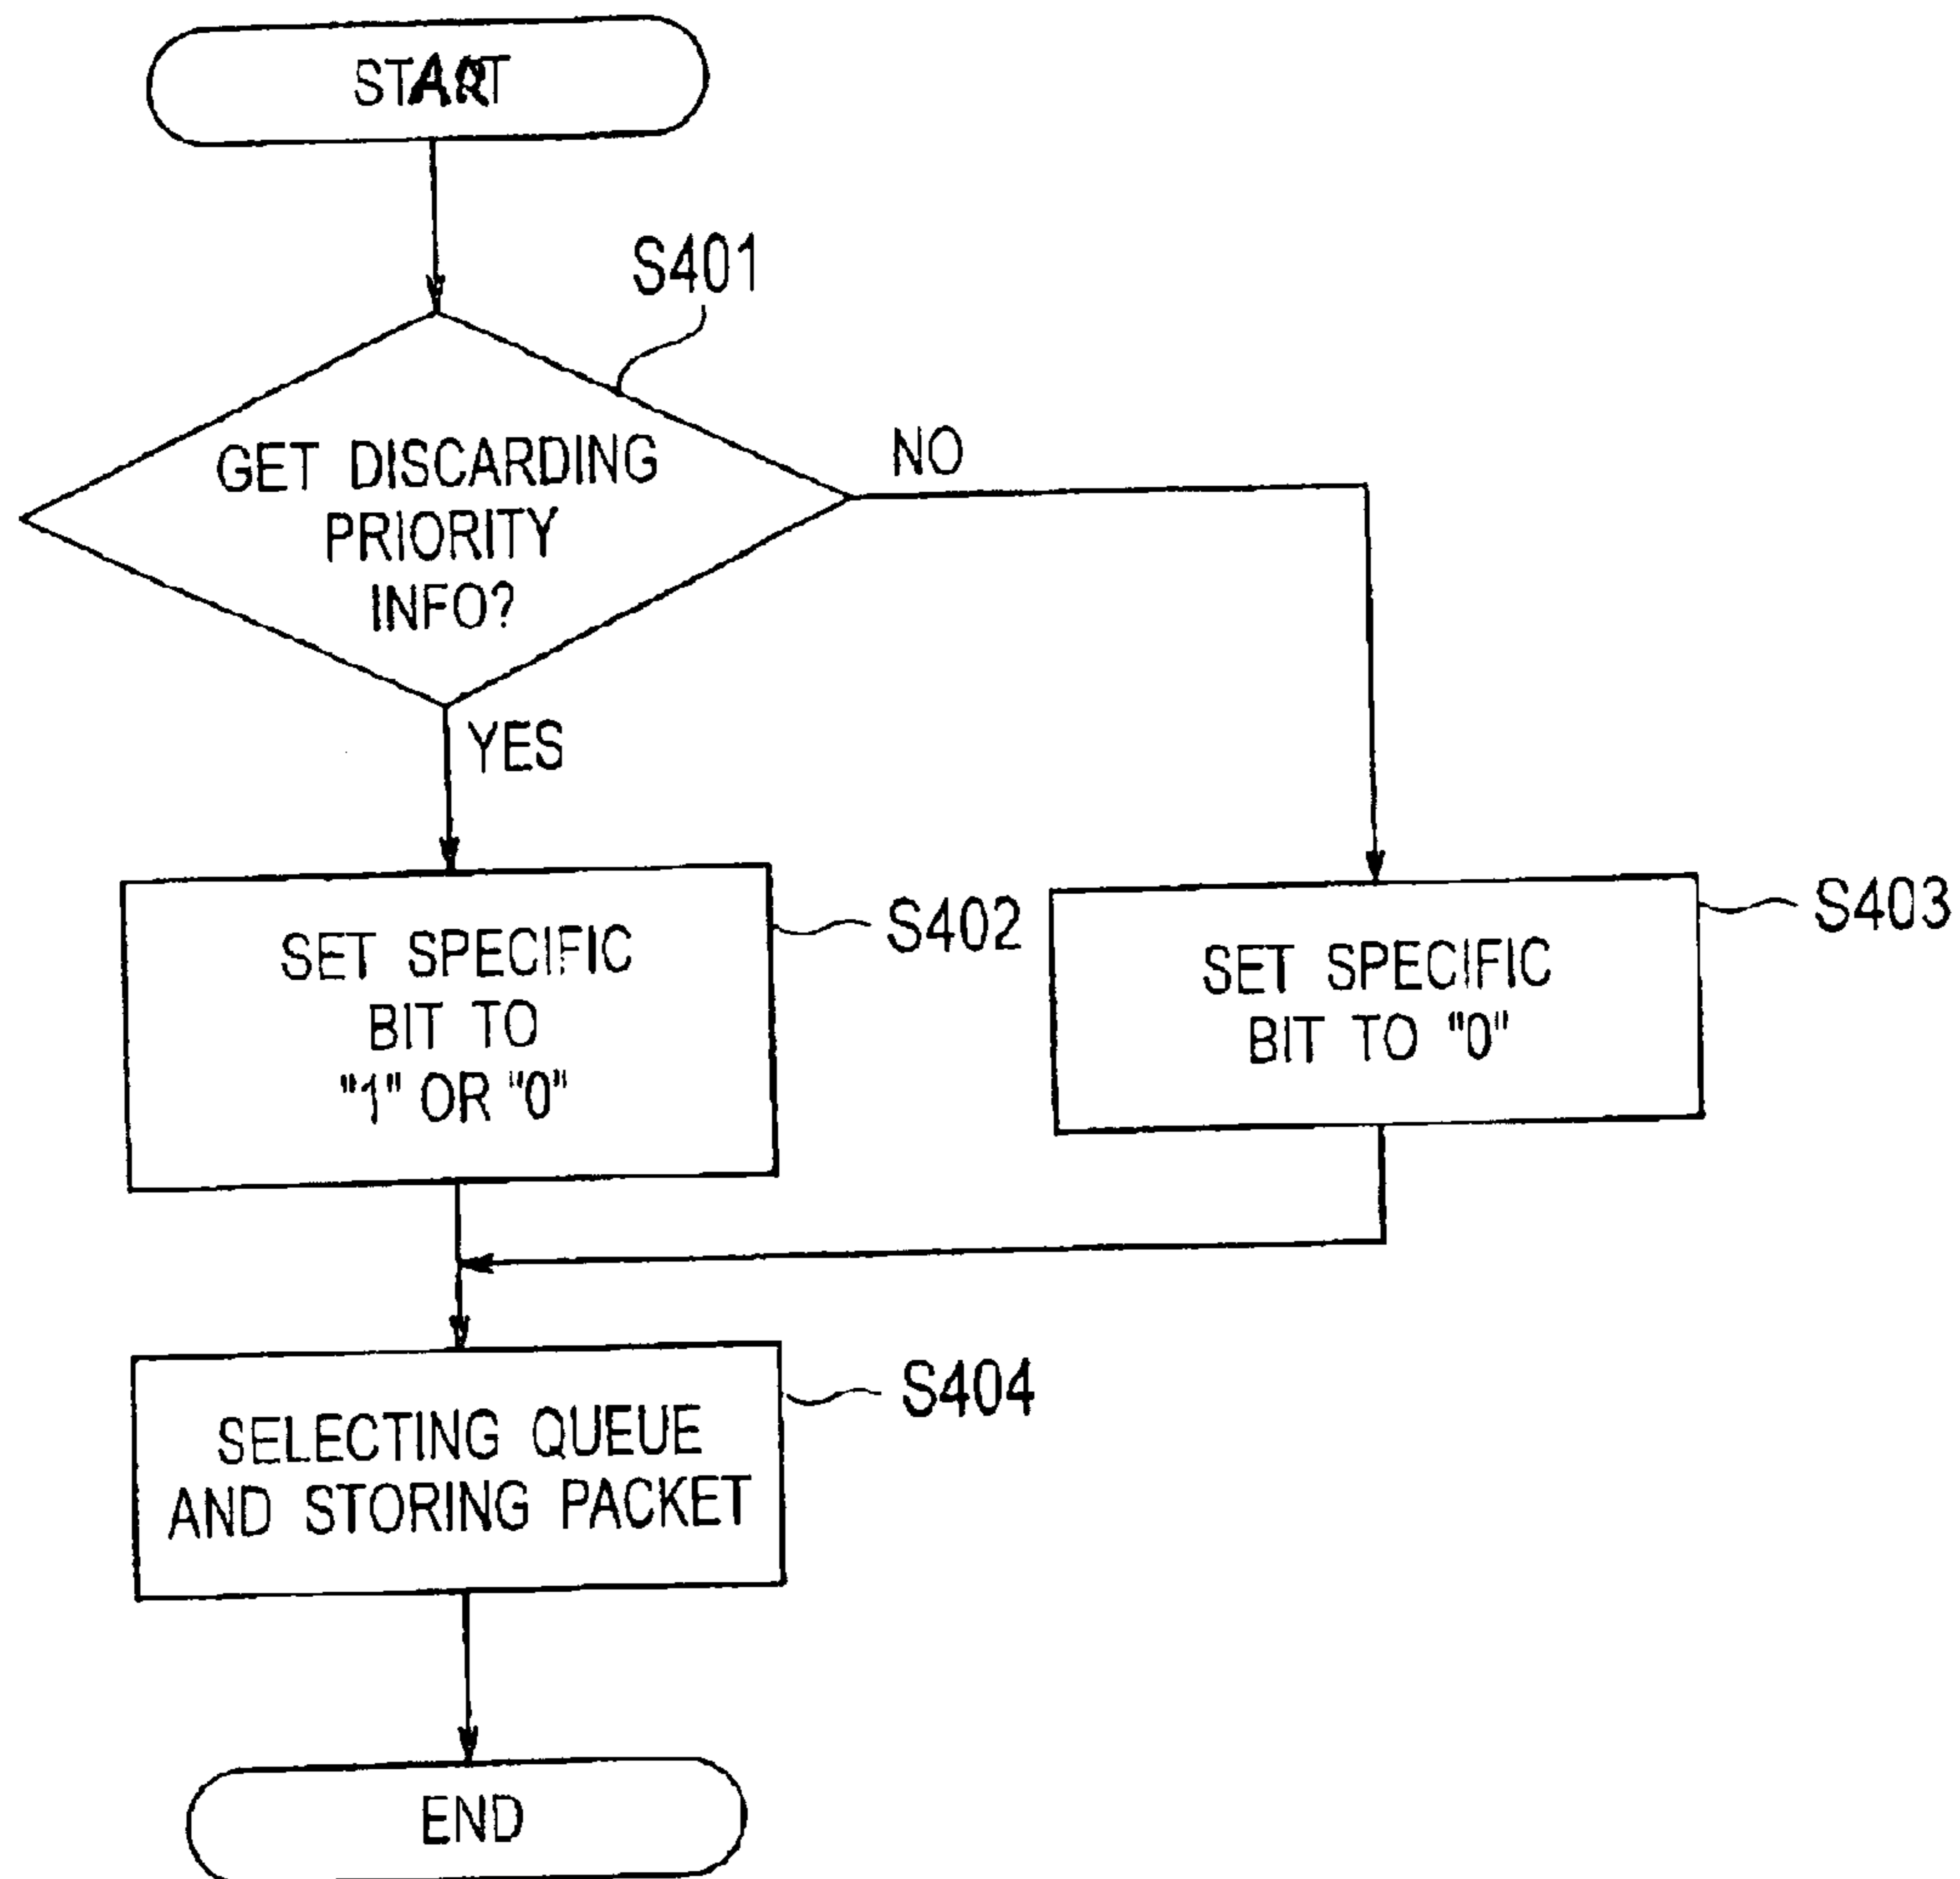 START
S401
GET DISCARDING
PRIORITY
INFO?
NO
YES
SET SPECIFIC
BIT TO
"1" OR "0"
S402
SET SPECIFIC
BIT TO "0"
S403
SELECTING QUEUE
AND STORING PACKET
S404
END